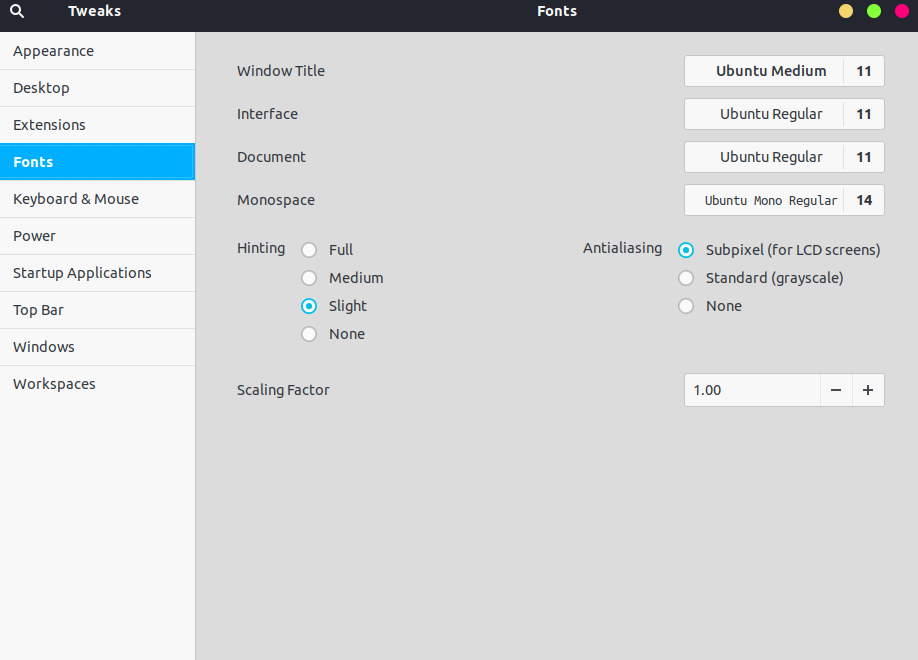 Tweaks
Fonts
Appearance
Desktop
Extensions
Fonts
Keyboard & Mouse
Power
Startup Applications
Top Bar
Windows
Workspaces
Window Title Ubuntu Medium 11
Interface Ubuntu Regular 11
Document Ubuntu Regular 11
Monospace Ubuntu Mono Regular 14
Hinting Full
Medium
Slight
None
Antialiasing Subpixel (for LCD screens)
Standard (grayscale)
None
Scaling Factor 1.00 − +